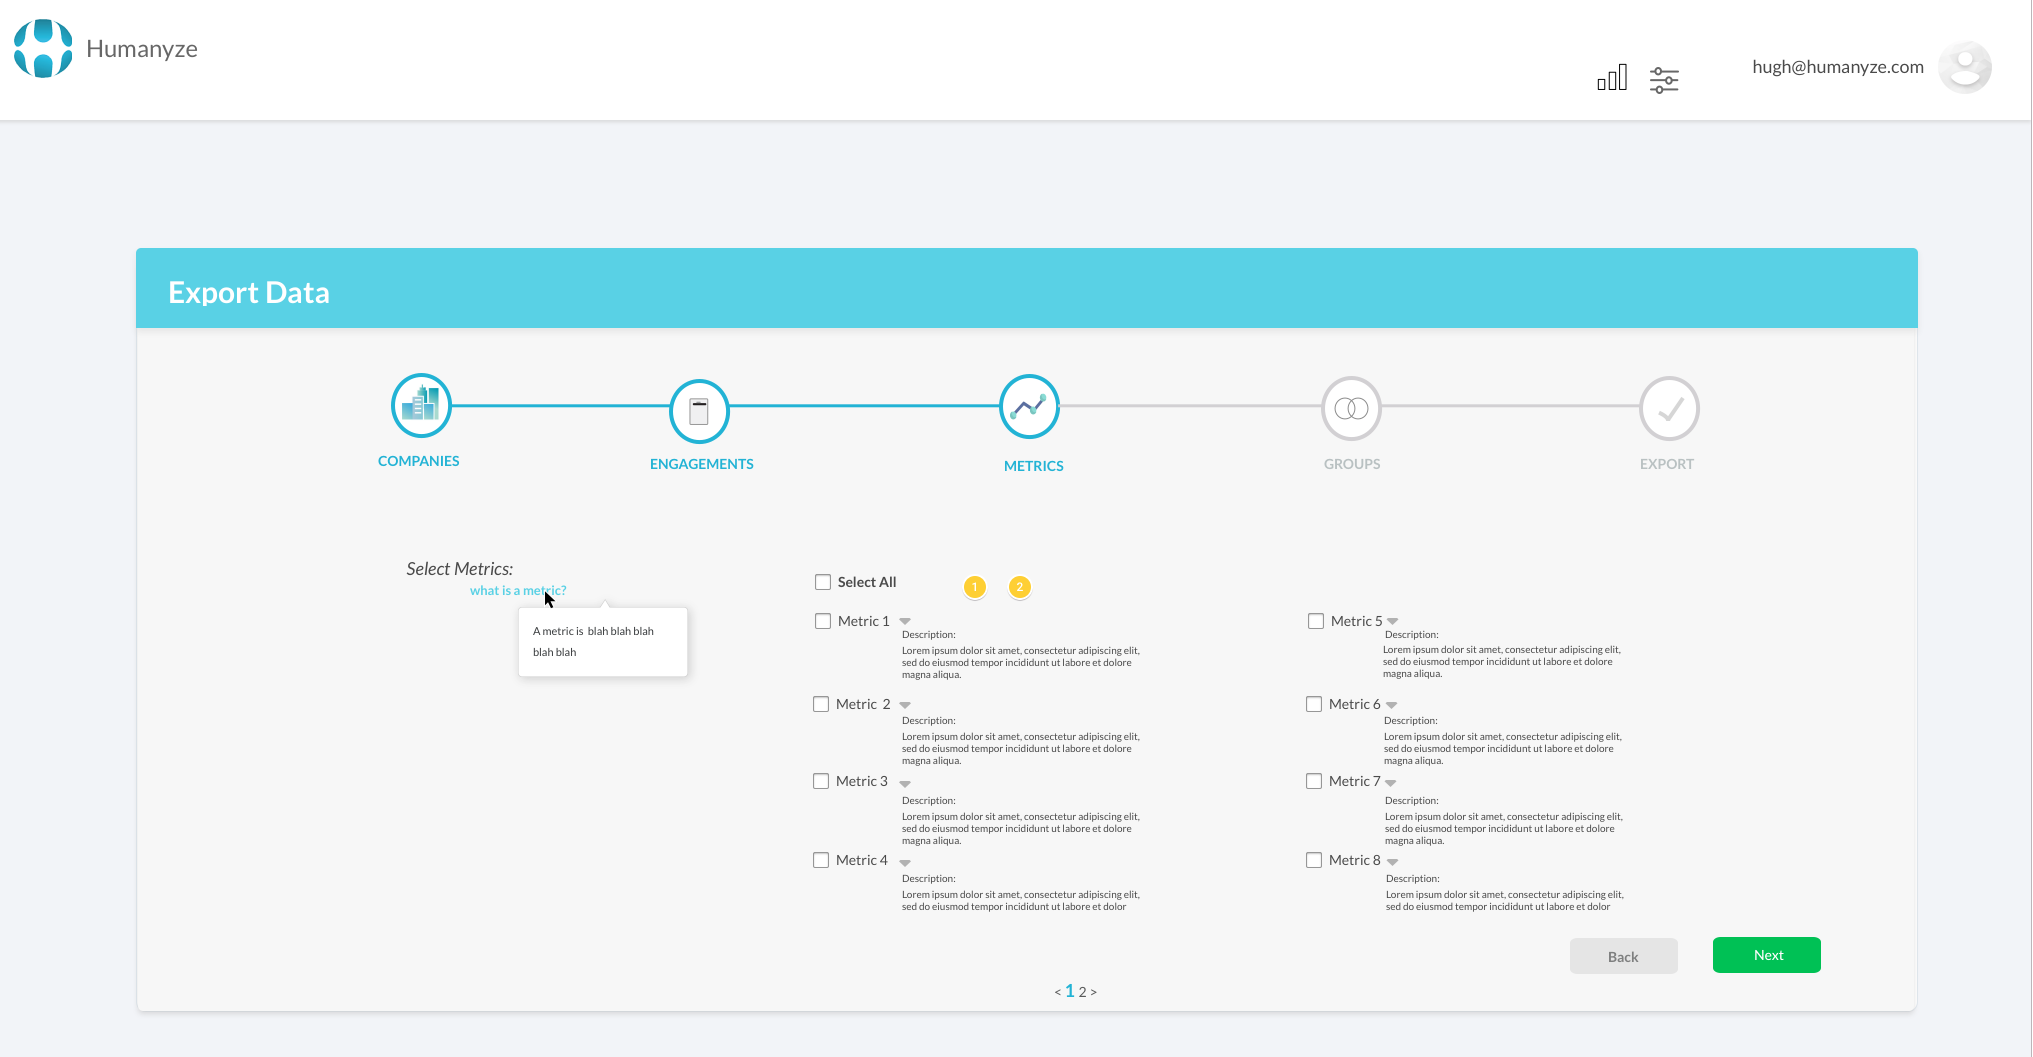 Humanyze
hugh@humanyze.com
Export Data
COMPANIES
ENGAGEMENTS
METRICS
GROUPS
EXPORT
Select Metrics:
what is a metric?
A metric is blah blah blah
blah blah
Select All
1
2
Metric 1
Description:
Lorem ipsum dolor sit amet, consectetur adipiscing elit,
sed do eiusmod tempor incididunt ut labore et dolore
magna aliqua.
Metric 2
Description:
Lorem ipsum dolor sit amet, consectetur adipiscing elit,
sed do eiusmod tempor incididunt ut labore et dolore
magna aliqua.
Metric 3
Description:
Lorem ipsum dolor sit amet, consectetur adipiscing elit,
sed do eiusmod tempor incididunt ut labore et dolore
magna aliqua.
Metric 4
Description:
Lorem ipsum dolor sit amet, consectetur adipiscing elit,
sed do eiusmod tempor incididunt ut labore et dolor
Metric 5
Description:
Lorem ipsum dolor sit amet, consectetur adipiscing elit,
sed do eiusmod tempor incididunt ut labore et dolore
magna aliqua.
Metric 6
Description:
Lorem ipsum dolor sit amet, consectetur adipiscing elit,
sed do eiusmod tempor incididunt ut labore et dolore
magna aliqua.
Metric 7
Description:
Lorem ipsum dolor sit amet, consectetur adipiscing elit,
sed do eiusmod tempor incididunt ut labore et dolore
magna aliqua.
Metric 8
Description:
Lorem ipsum dolor sit amet, consectetur adipiscing elit,
sed do eiusmod tempor incididunt ut labore et dolor
Back
Next
< 1 2 >